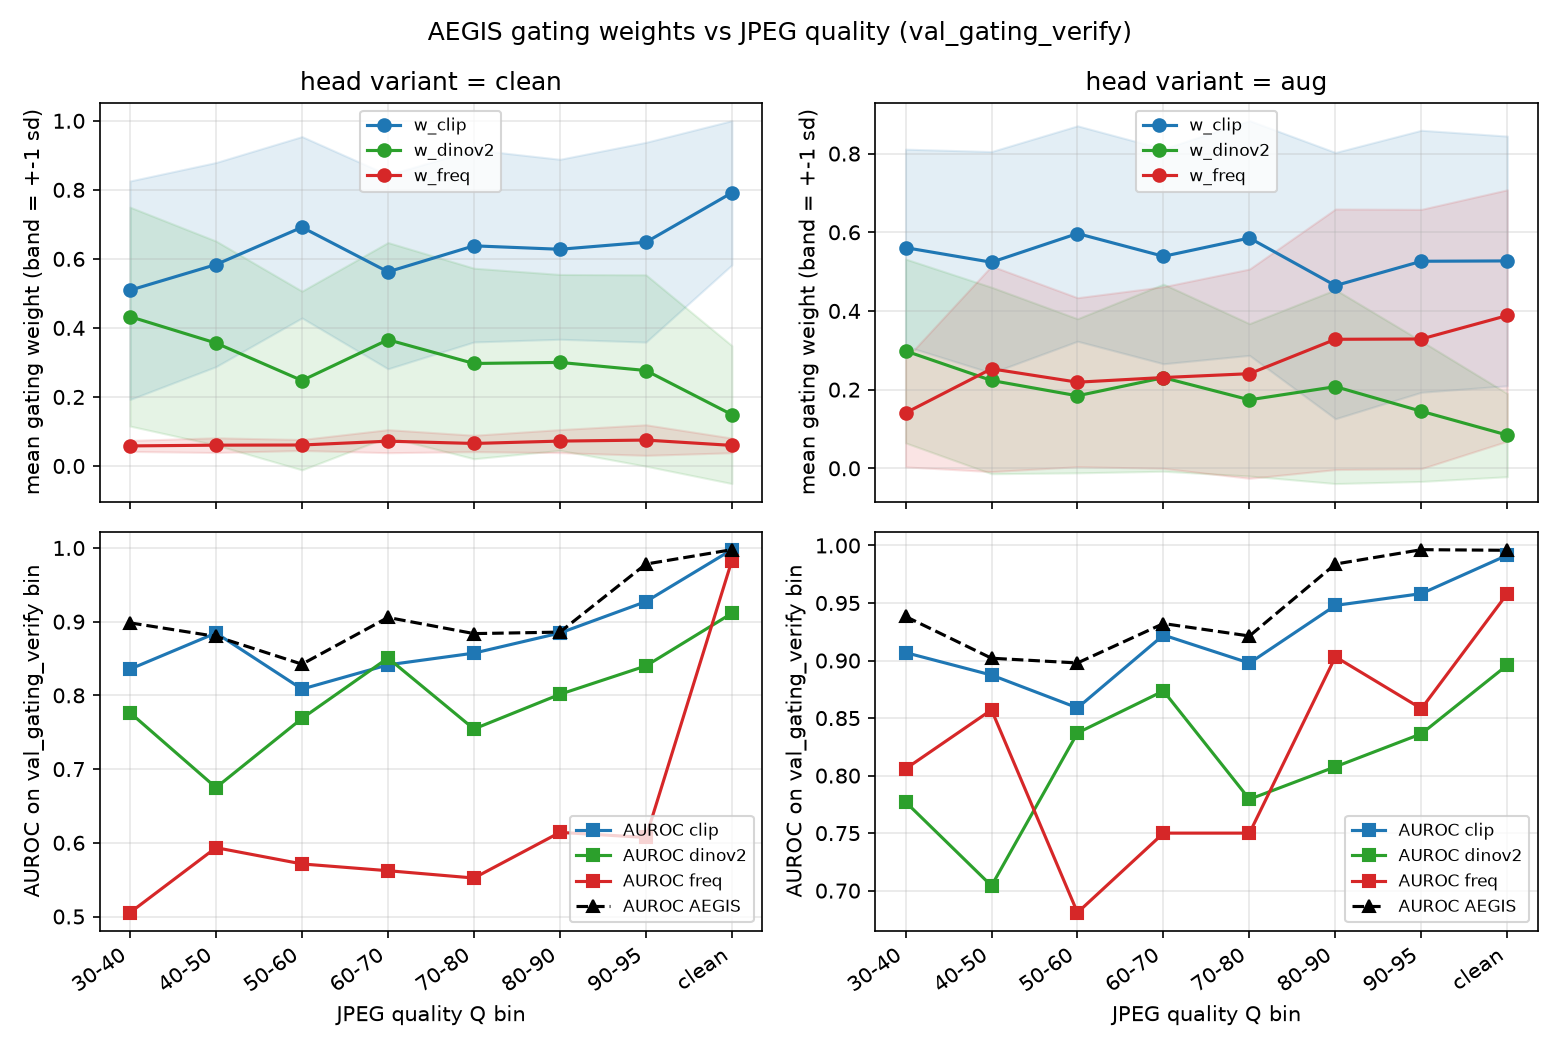 AEGIS gating weights vs JPEG quality (val_gating_verify)
head variant = clean
mean gating weight (band = +-1 sd)
1.0
0.8
0.6
0.4
0.2
0.0
w_clip
w_dinov2
w_freq
head variant = aug
mean gating weight (band = +-1 sd)
0.8
0.6
0.4
0.2
0.0
w_clip
w_dinov2
w_freq
AUROC on val_gating_verify bin
1.0
0.9
0.8
0.7
0.6
0.5
AUROC clip
AUROC dinov2
AUROC freq
AUROC AEGIS
30-40
40-50
50-60
60-70
70-80
80-90
90-95
clean
JPEG quality Q bin
AUROC on val_gating_verify bin
1.00
0.95
0.90
0.85
0.80
0.75
0.70
AUROC clip
AUROC dinov2
AUROC freq
AUROC AEGIS
30-40
40-50
50-60
60-70
70-80
80-90
90-95
clean
JPEG quality Q bin